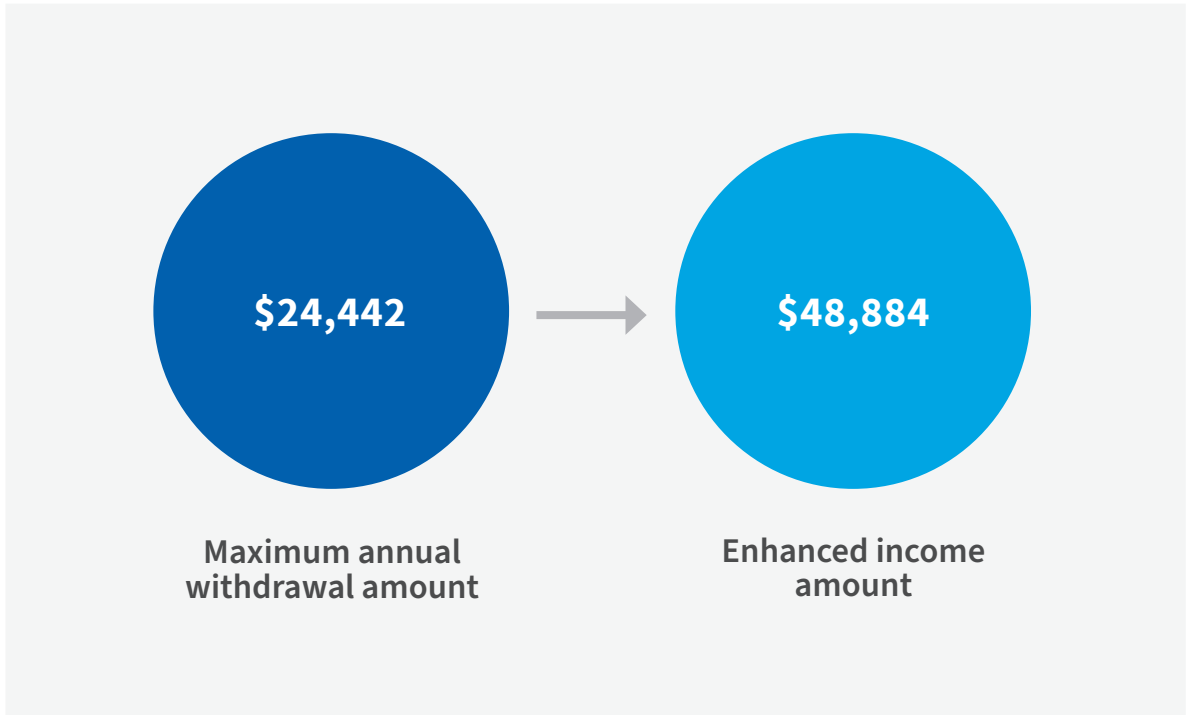 $24,442
$48,884
Maximum annual
withdrawal amount
Enhanced income
amount